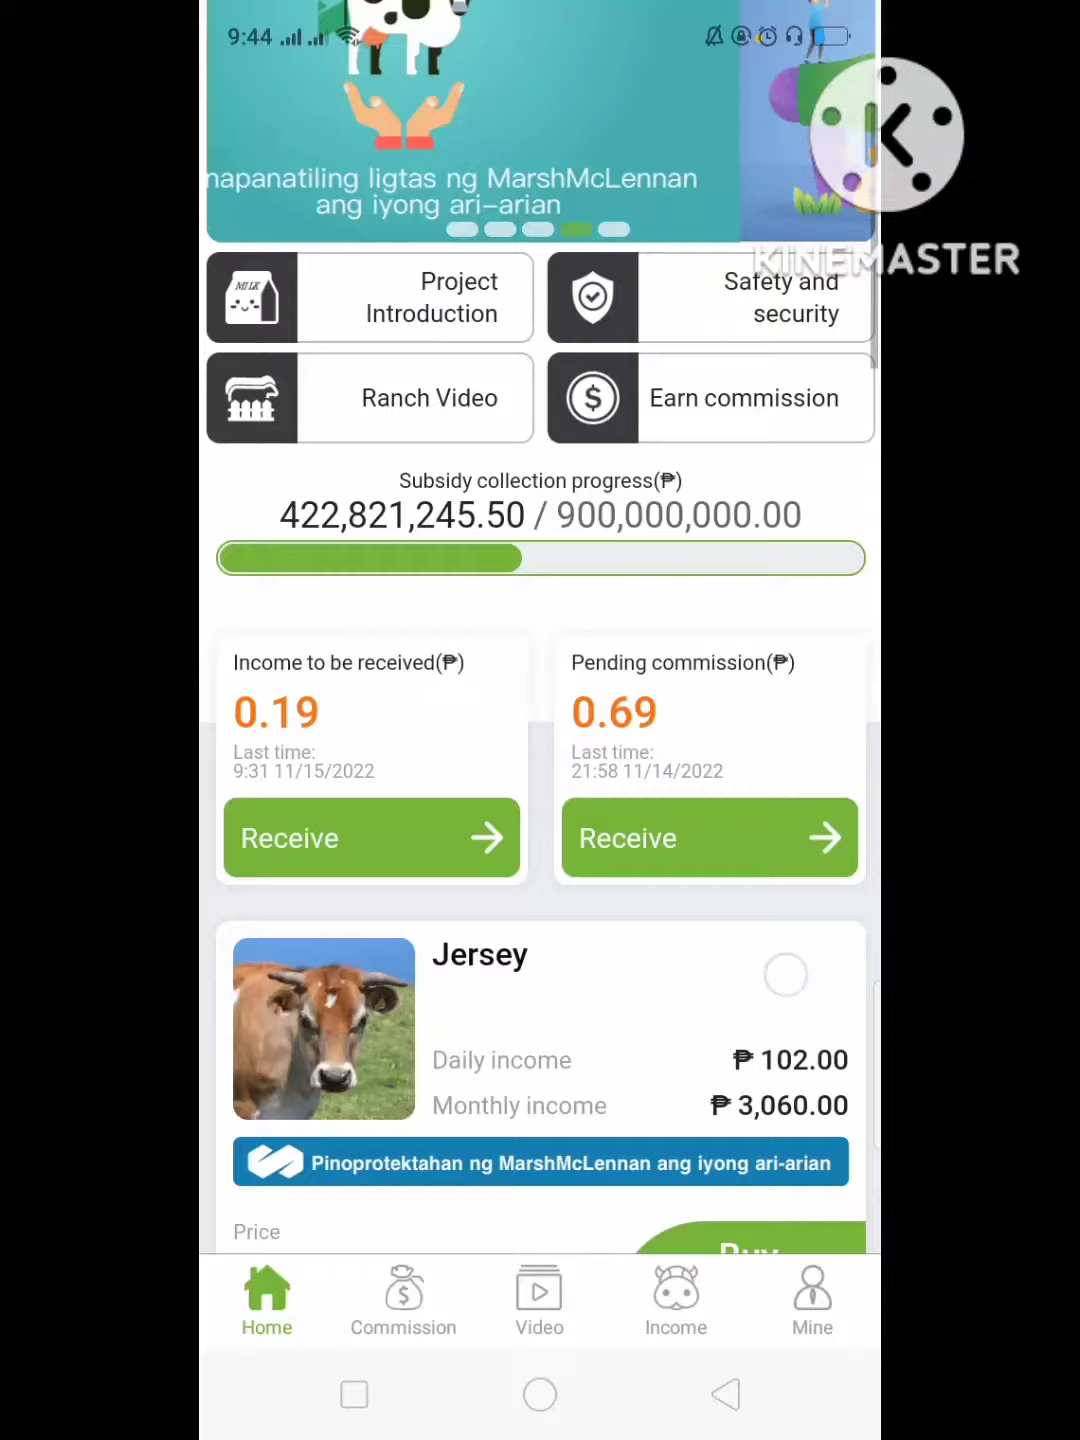 9:44
napanatiling ligtas ng MarshMcLennan
ang iyong ari-arian
KINEMASTER
MILK
Project
Introduction
Safety and
security
Ranch Video
Earn commission
Subsidy collection progress(₱)
422,821,245.50 / 900,000,000.00
Income to be received(₱)
0.19
Last time:
9:31 11/15/2022
Receive
Pending commission(₱)
0.69
Last time:
21:58 11/14/2022
Receive
Jersey
Daily income ₱ 102.00
Monthly income ₱ 3,060.00
Pinoprotektahan ng MarshMcLennan ang iyong ari-arian
Price
Buy
Home
Commission
Video
Income
Mine